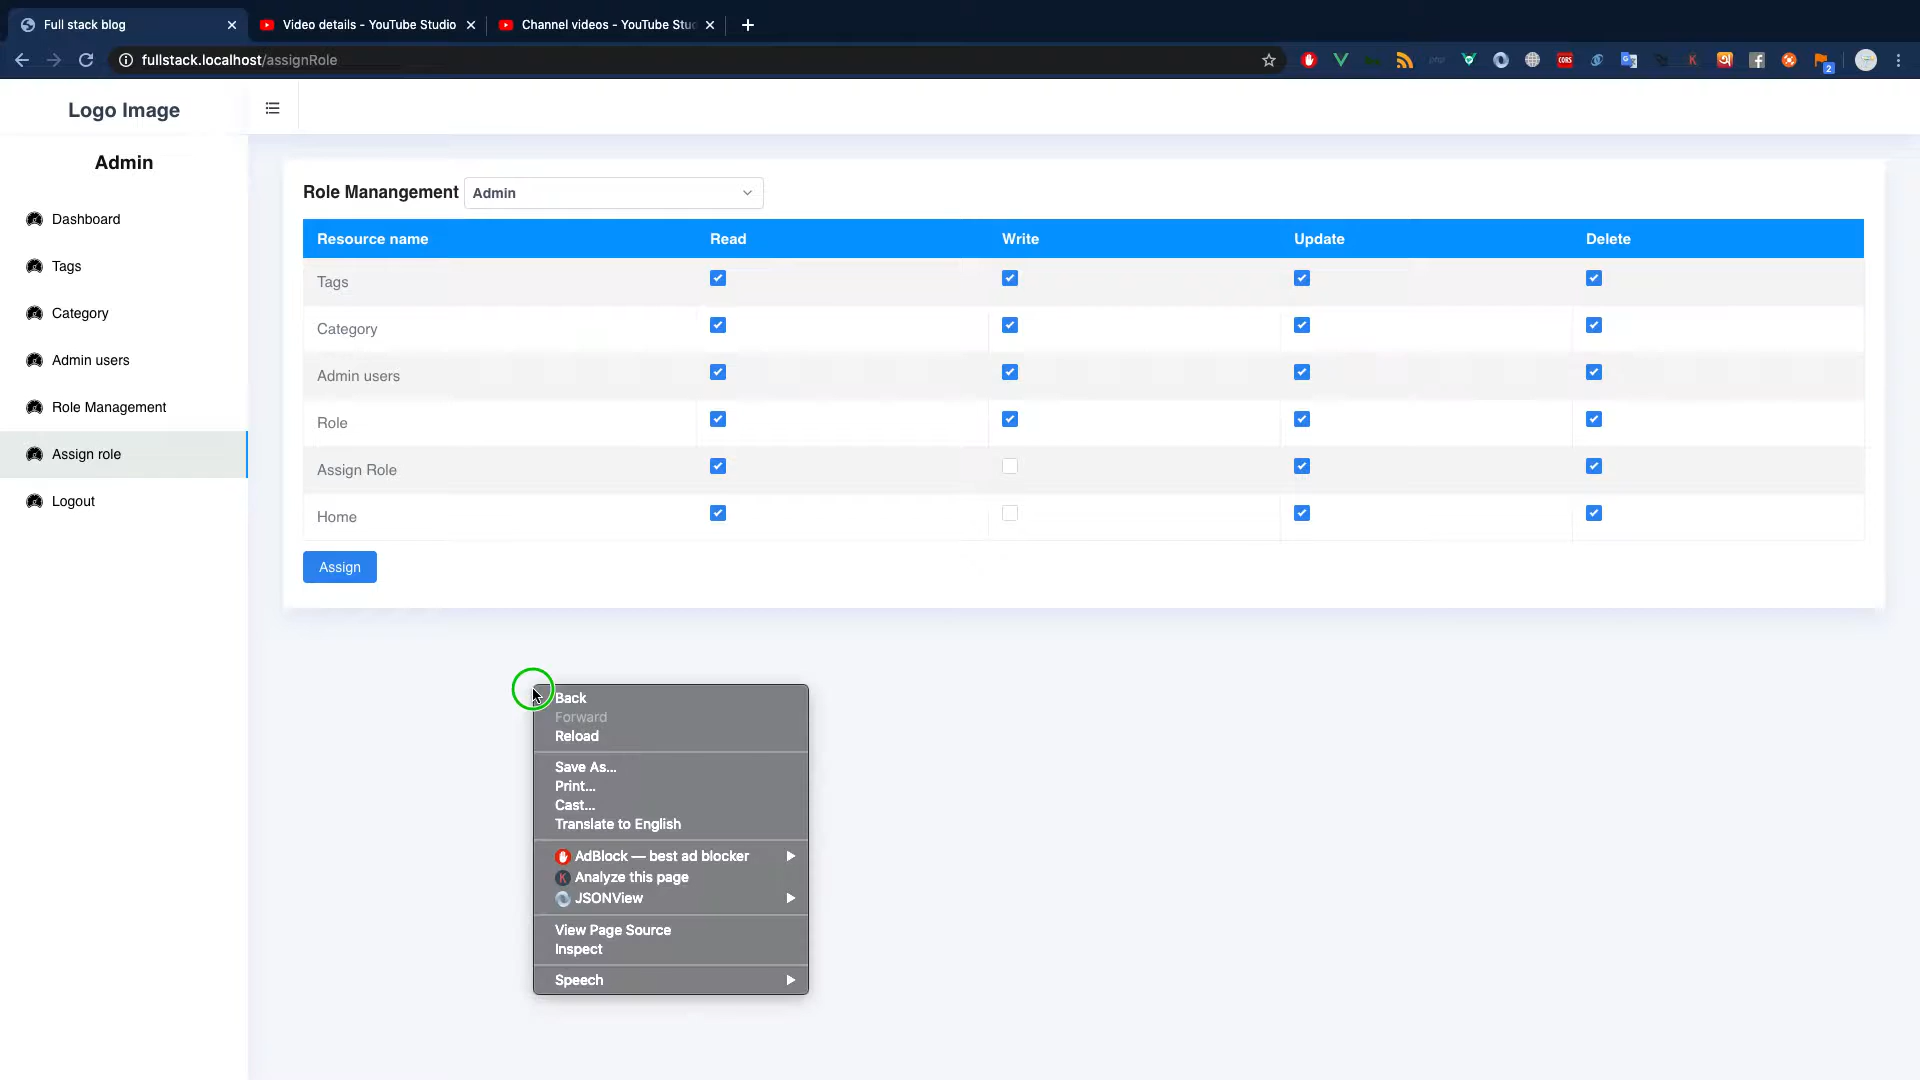 Full stack blog
Video details - YouTube Studio
Channel videos - YouTube Stu
fullstack.localhost/assignRole
Logo Image
Admin
Dashboard
Tags
Category
Admin users
Role Management
Assign role
Logout
Role Manangement Admin
Resource name Read Write Update Delete
Tags
Category
Admin users
Role
Assign Role
Home
Assign
Back
Forward
Reload
Save As...
Print...
Cast...
Translate to English
AdBlock — best ad blocker
Analyze this page
JSONView
View Page Source
Inspect
Speech